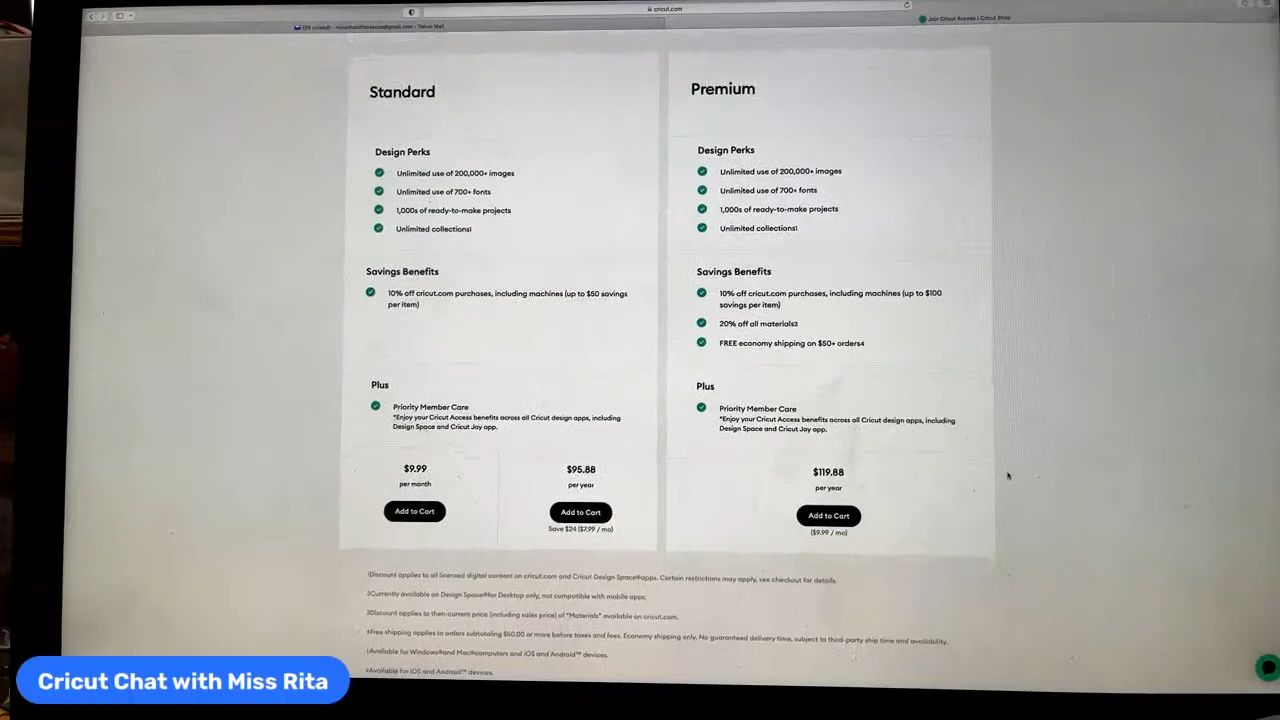 cricut.com
Join Cricut Access | Cricut Shop
Standard
Design Perks
Unlimited use of 200,000+ images
Unlimited use of 700+ fonts
1,000s of ready-to-make projects
Unlimited collections1
Savings Benefits
10% off cricut.com purchases, including machines (up to $50 savings
per item)
Plus
Priority Member Care
*Enjoy your Cricut Access benefits across all Cricut design apps, including
Design Space and Cricut Joy app.
$9.99
per month
Add to Cart
$95.88
per year
Add to Cart
Save $24 ($7.99 / mo)
Premium
Design Perks
Unlimited use of 200,000+ images
Unlimited use of 700+ fonts
1,000s of ready-to-make projects
Unlimited collections1
Savings Benefits
10% off cricut.com purchases, including machines (up to $100
savings per item)
20% off all materials3
FREE economy shipping on $50+ orders4
Plus
Priority Member Care
*Enjoy your Cricut Access benefits across all Cricut design apps, including
Design Space and Cricut Joy app.
$119.88
per year
Add to Cart
($9.99 / mo)
1Discount applies to all licensed digital content on cricut.com and Cricut Design Space®apps. Certain restrictions may apply, see checkout for details.
2Currently available on Design Space®for Desktop only, not compatible with mobile apps.
3Discount applies to then-current price (including sales price) of "Materials" available on cricut.com.
4Free shipping applies to orders subtotaling $50.00 or more before taxes and fees. Economy shipping only. No guaranteed delivery time, subject to third-party ship time and availability.
Available for Windows®and Mac®computers and iOS and Android™ devices.
Available for iOS and Android™ devices.
Cricut Chat with Miss Rita